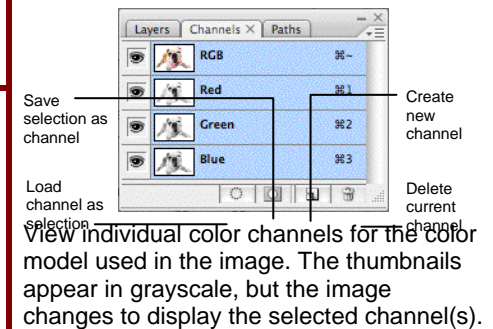 Layers Channels × Paths
RGB ⌘~
Red ⌘1
Green ⌘2
Blue ⌘3
Save
selection as
channel
Load
channel as
selection
Create
new
channel
Delete
current
channel
View individual color channels for the color
model used in the image. The thumbnails
appear in grayscale, but the image
changes to display the selected channel(s).